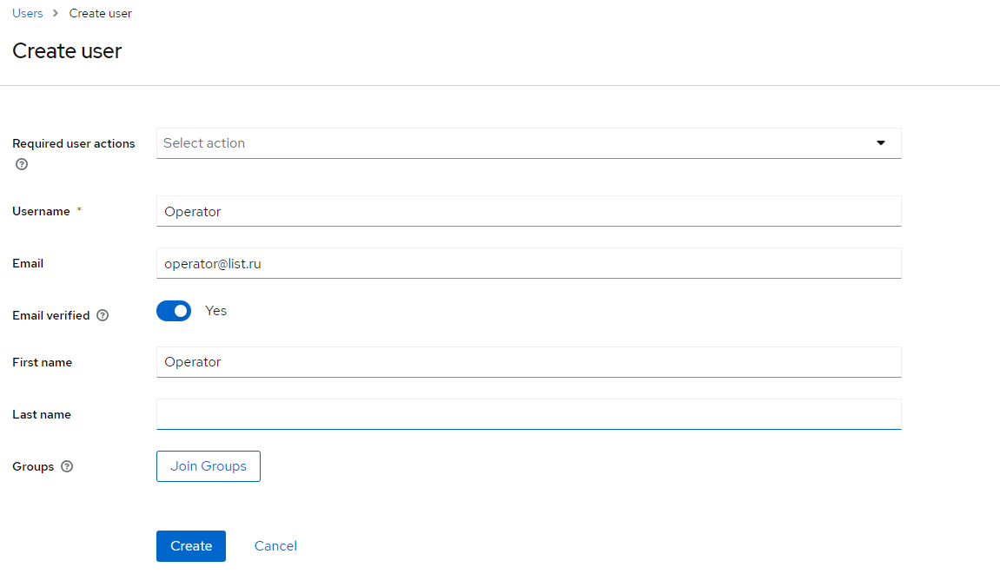 Users > Create user
Create user
Required user actions
Select action
Username *
Operator
Email
operator@list.ru
Email verified
Yes
First name
Operator
Last name
Groups
Join Groups
Create Cancel